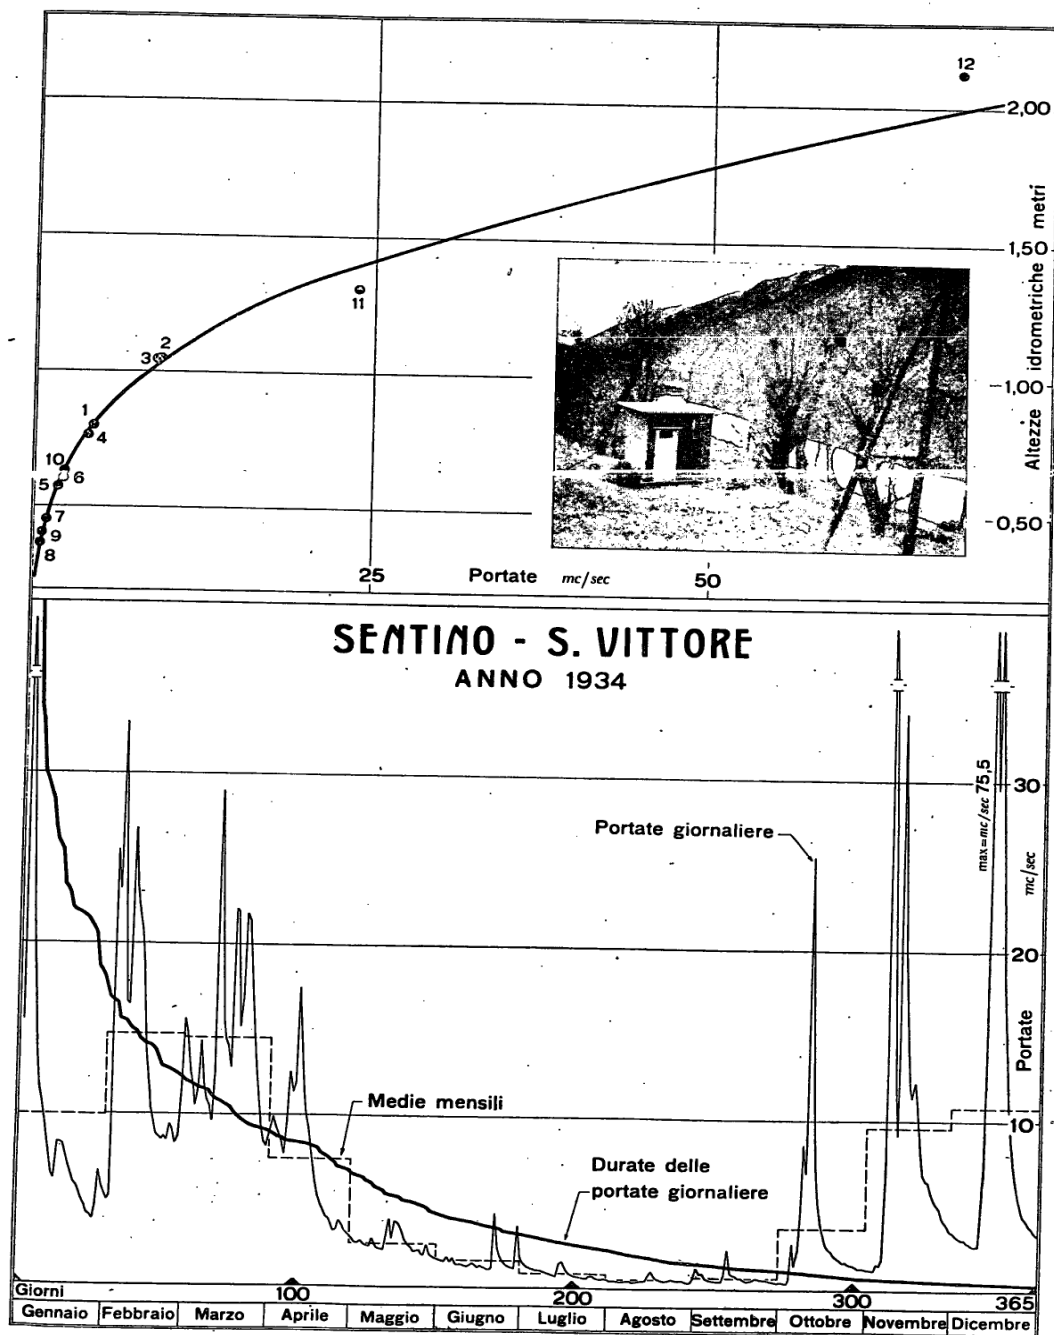 12
2,00
1,50
11
2
3
1,00
1
4
10
6
5
7
0,50
9
8
Altezze idrometriche metri
25
Portate mc/sec
50
SENTINO - S. VITTORE
ANNO 1934
max=mc/sec 75,5
30
Portate giornaliere
mc/sec
20
Portate
Medie mensili
10
Durate delle
portate giornaliere
Giorni
100
200
300
365
Gennaio Febbraio Marzo Aprile Maggio Giugno Luglio Agosto Settembre Ottobre Novembre Dicembre